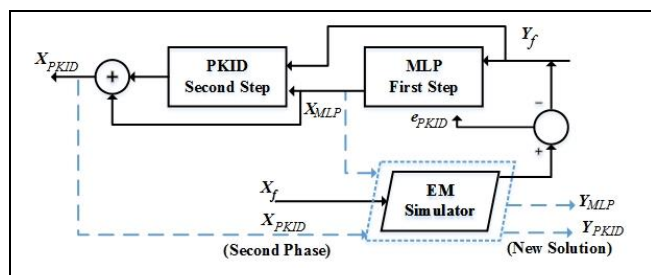 Y_f
X_PKID
PKID
Second Step
MLP
First Step
+
X_MLP
e_PKID
−
+
X_f
EM
Simulator
Y_MLP
X_PKID
Y_PKID
(Second Phase)
(New Solution)